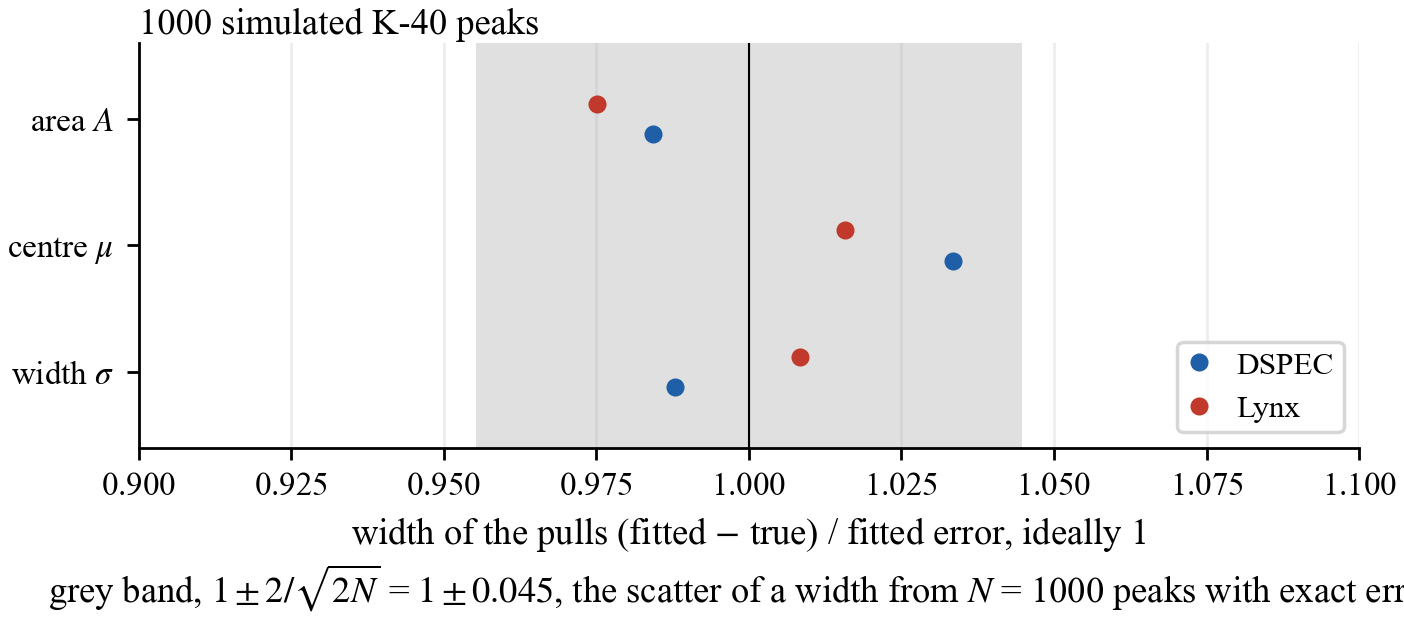 1000 simulated K-40 peaks
area A
centre μ
width σ
DSPEC
Lynx
0.900 0.925 0.950 0.975 1.000 1.025 1.050 1.075 1.100
width of the pulls (fitted − true) / fitted error, ideally 1
grey band, 1 ± 2/√2N = 1 ± 0.045, the scatter of a width from N = 1000 peaks with exact